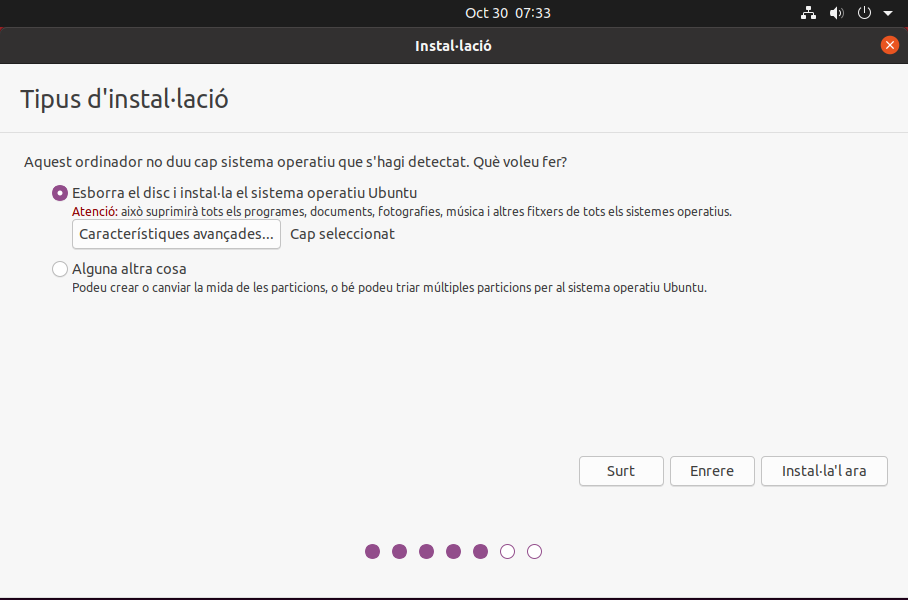 Oct 30 07:33
Instal·lació
Tipus d'instal·lació
Aquest ordinador no duu cap sistema operatiu que s'hagi detectat. Què voleu fer?
Esborra el disc i instal·la el sistema operatiu Ubuntu
Atenció: això suprimirà tots els programes, documents, fotografies, música i altres fitxers de tots els sistemes operatius.
Característiques avançades... Cap seleccionat
Alguna altra cosa
Podeu crear o canviar la mida de les particions, o bé podeu triar múltiples particions per al sistema operatiu Ubuntu.
Surt Enrere Instal·la'l ara